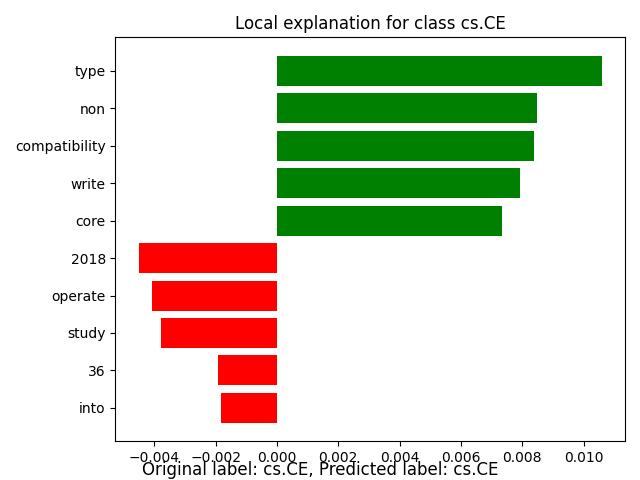 Local explanation for class cs.CE
type
non
compatibility
write
core
2018
operate
study
36
into
−0.004 −0.002 0.000 0.002 0.004 0.006 0.008 0.010
Original label: cs.CE, Predicted label: cs.CE